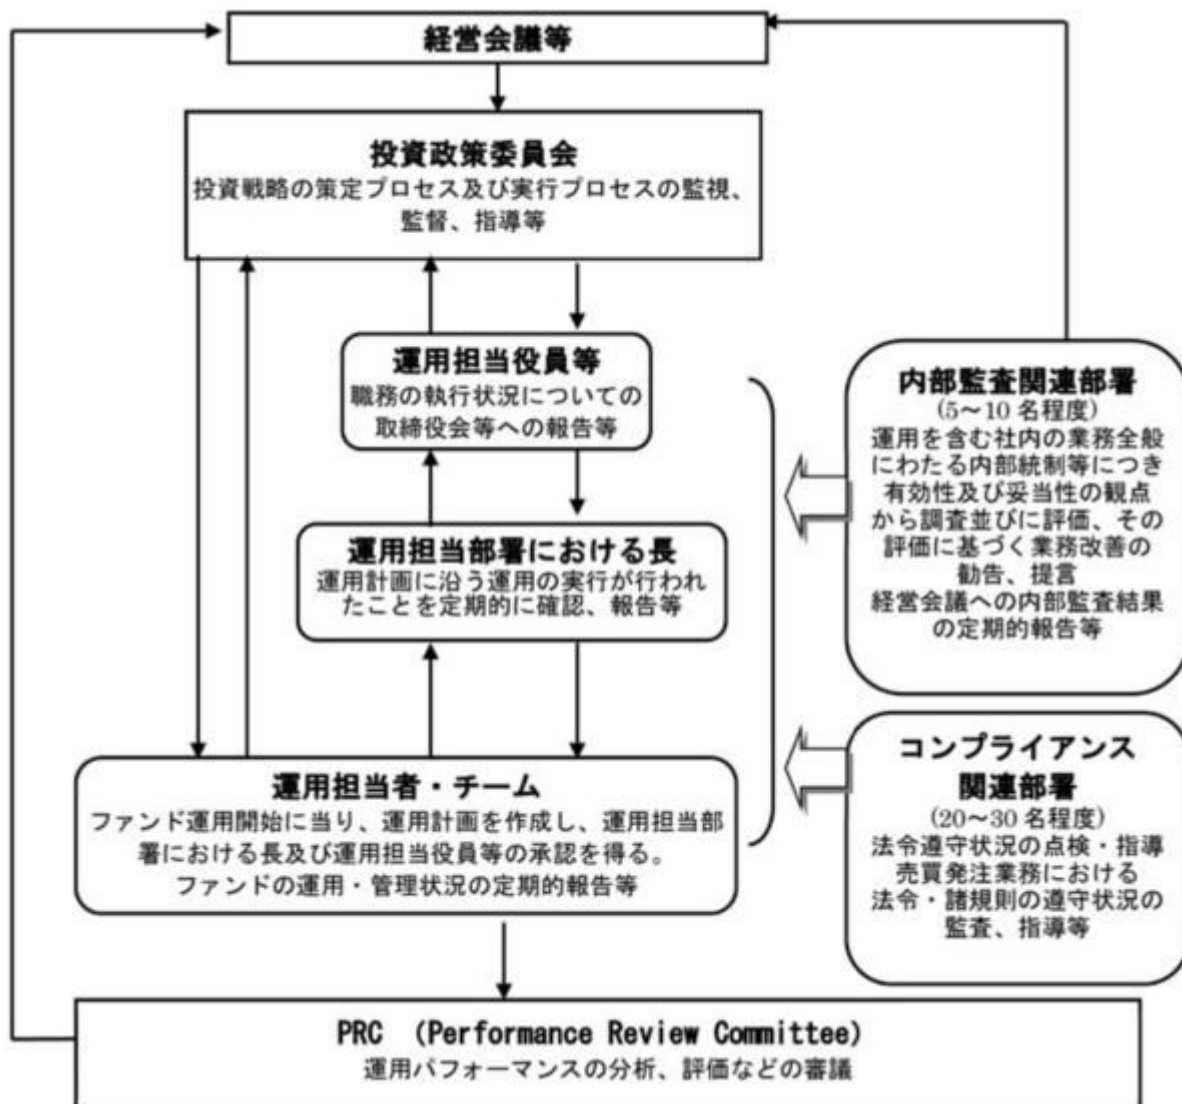 経営会議等
投資政策委員会
投資戦略の策定プロセス及び実行プロセスの監視、
監督、指導等
運用担当役員等
職務の執行状況についての
取締役会等への報告等
運用担当部署における長
運用計画に沿う運用の実行が行われ
たことを定期的に確認、報告等
運用担当者・チーム
ファンド運用開始に当り、運用計画を作成し、運用担当部
署における長及び運用担当役員等の承認を得る。
ファンドの運用・管理状況の定期的報告等
内部監査関連部署
(5〜10 名程度)
運用を含む社内の業務全般
にわたる内部統制等につき
有効性及び妥当性の観点
から調査並びに評価、その
評価に基づく業務改善の
勧告、提言
経営会議への内部監査結果
の定期的報告等
コンプライアンス
関連部署
(20〜30 名程度)
法令遵守状況の点検・指導
売買発注業務における
法令・諸規則の遵守状況の
監査、指導等
PRC (Performance Review Committee)
運用パフォーマンスの分析、評価などの審議